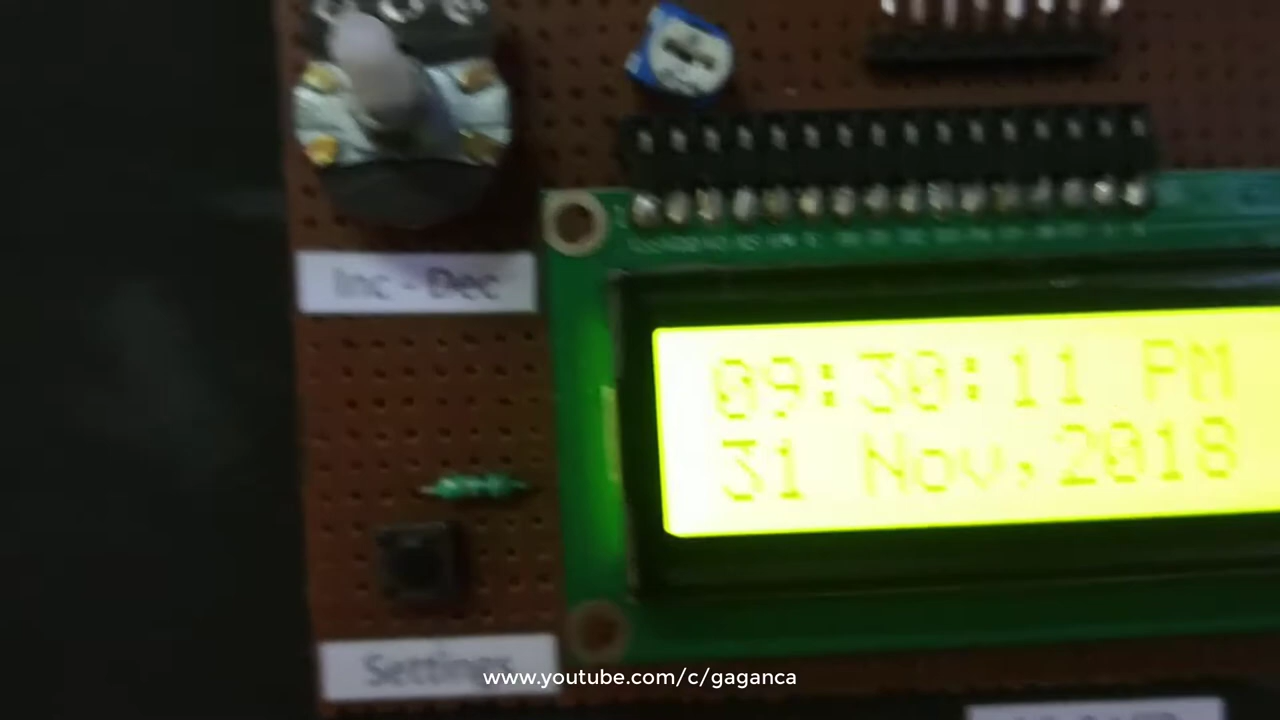 Inc - Dec
09:30:11 PM
31 Nov,2018
Settings
www.youtube.com/c/gaganca